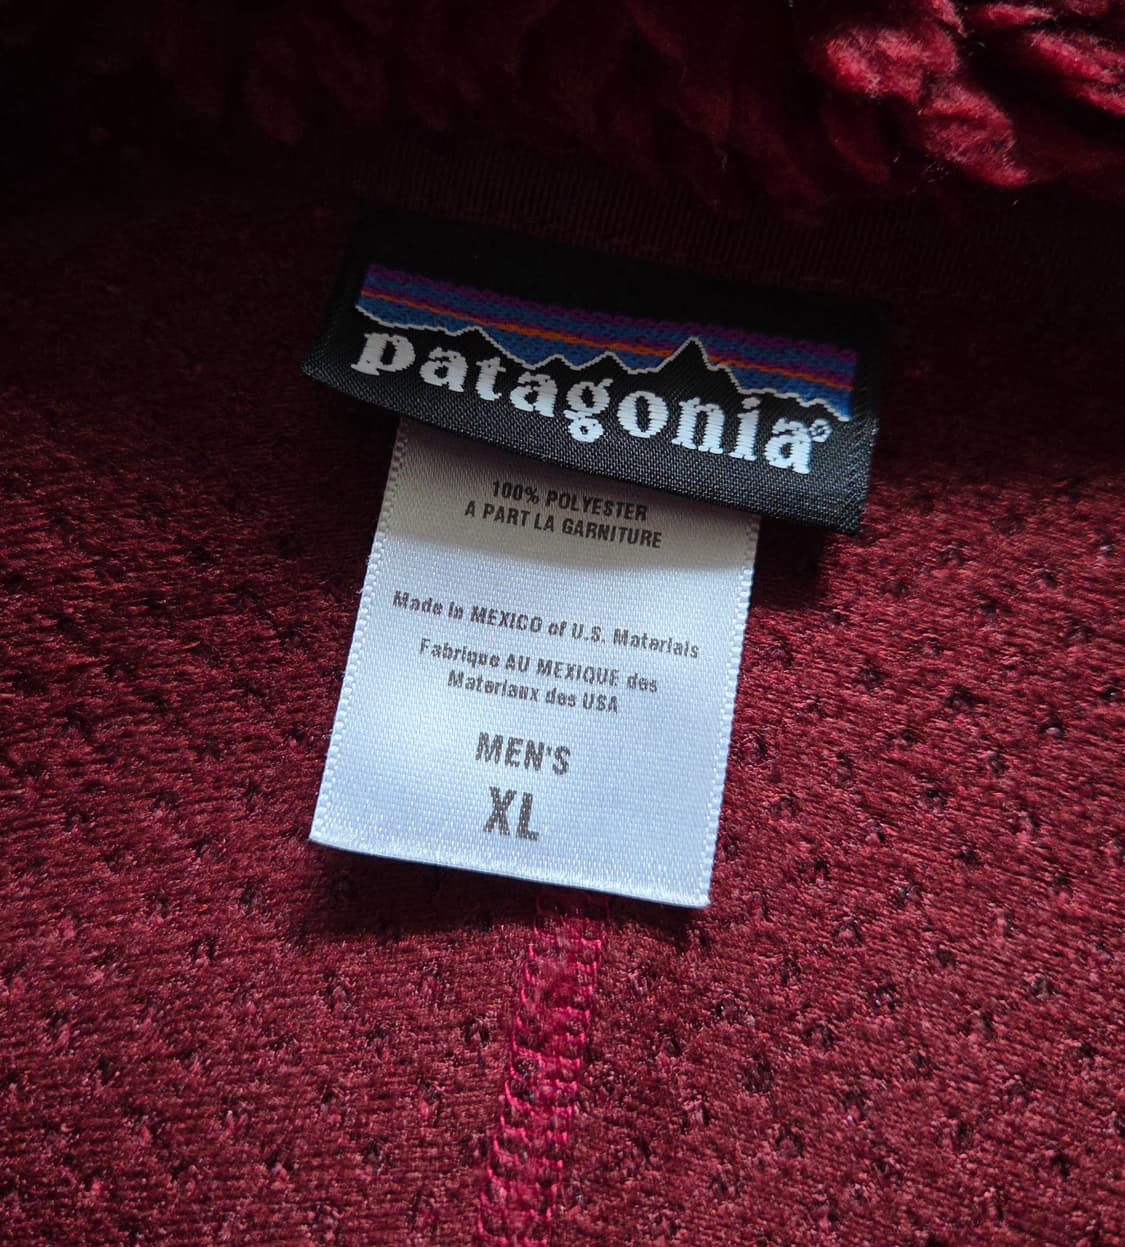 patagonia®
100% POLYESTER
A PART LA GARNITURE
Made in MEXICO of U.S. Materials
Fabrique AU MEXIQUE des
Materiaux des USA
MEN'S
XL